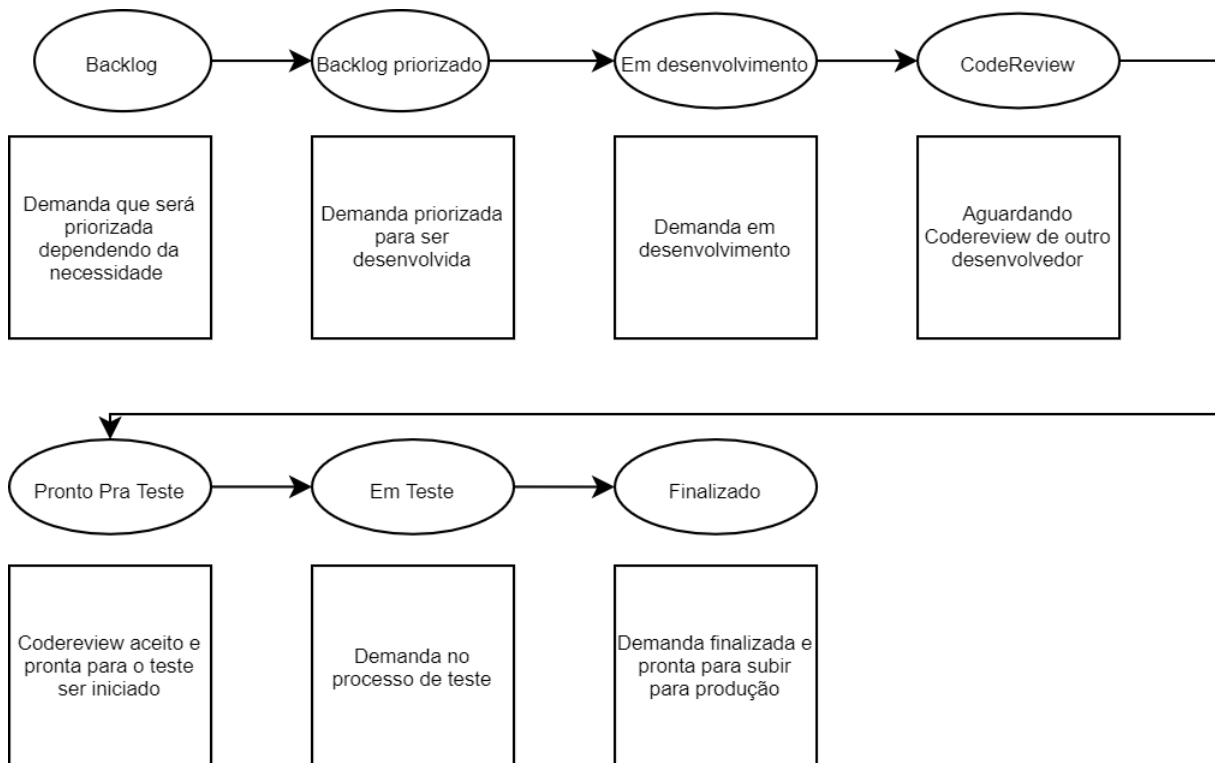 Backlog
Backlog priorizado
Em desenvolvimento
CodeReview
Demanda que será
priorizada
dependendo da
necessidade
Demanda priorizada
para ser
desenvolvida
Demanda em
desenvolvimento
Aguardando
Codereview de outro
desenvolvedor
Pronto Pra Teste
Em Teste
Finalizado
Codereview aceito e
pronta para o teste
ser iniciado
Demanda no
processo de teste
Demanda finalizada e
pronta para subir
para produção